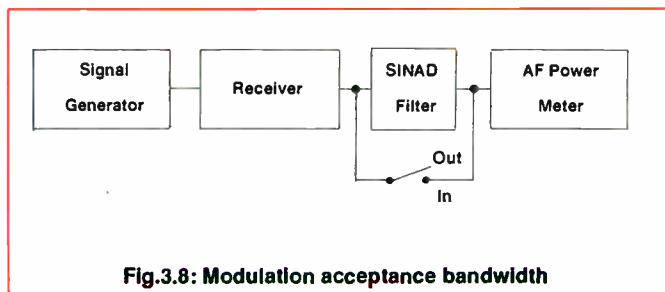 Signal
Generator
Receiver
SINAD
Filter
AF Power
Meter
Out
In
Fig.3.8: Modulation acceptance bandwidth